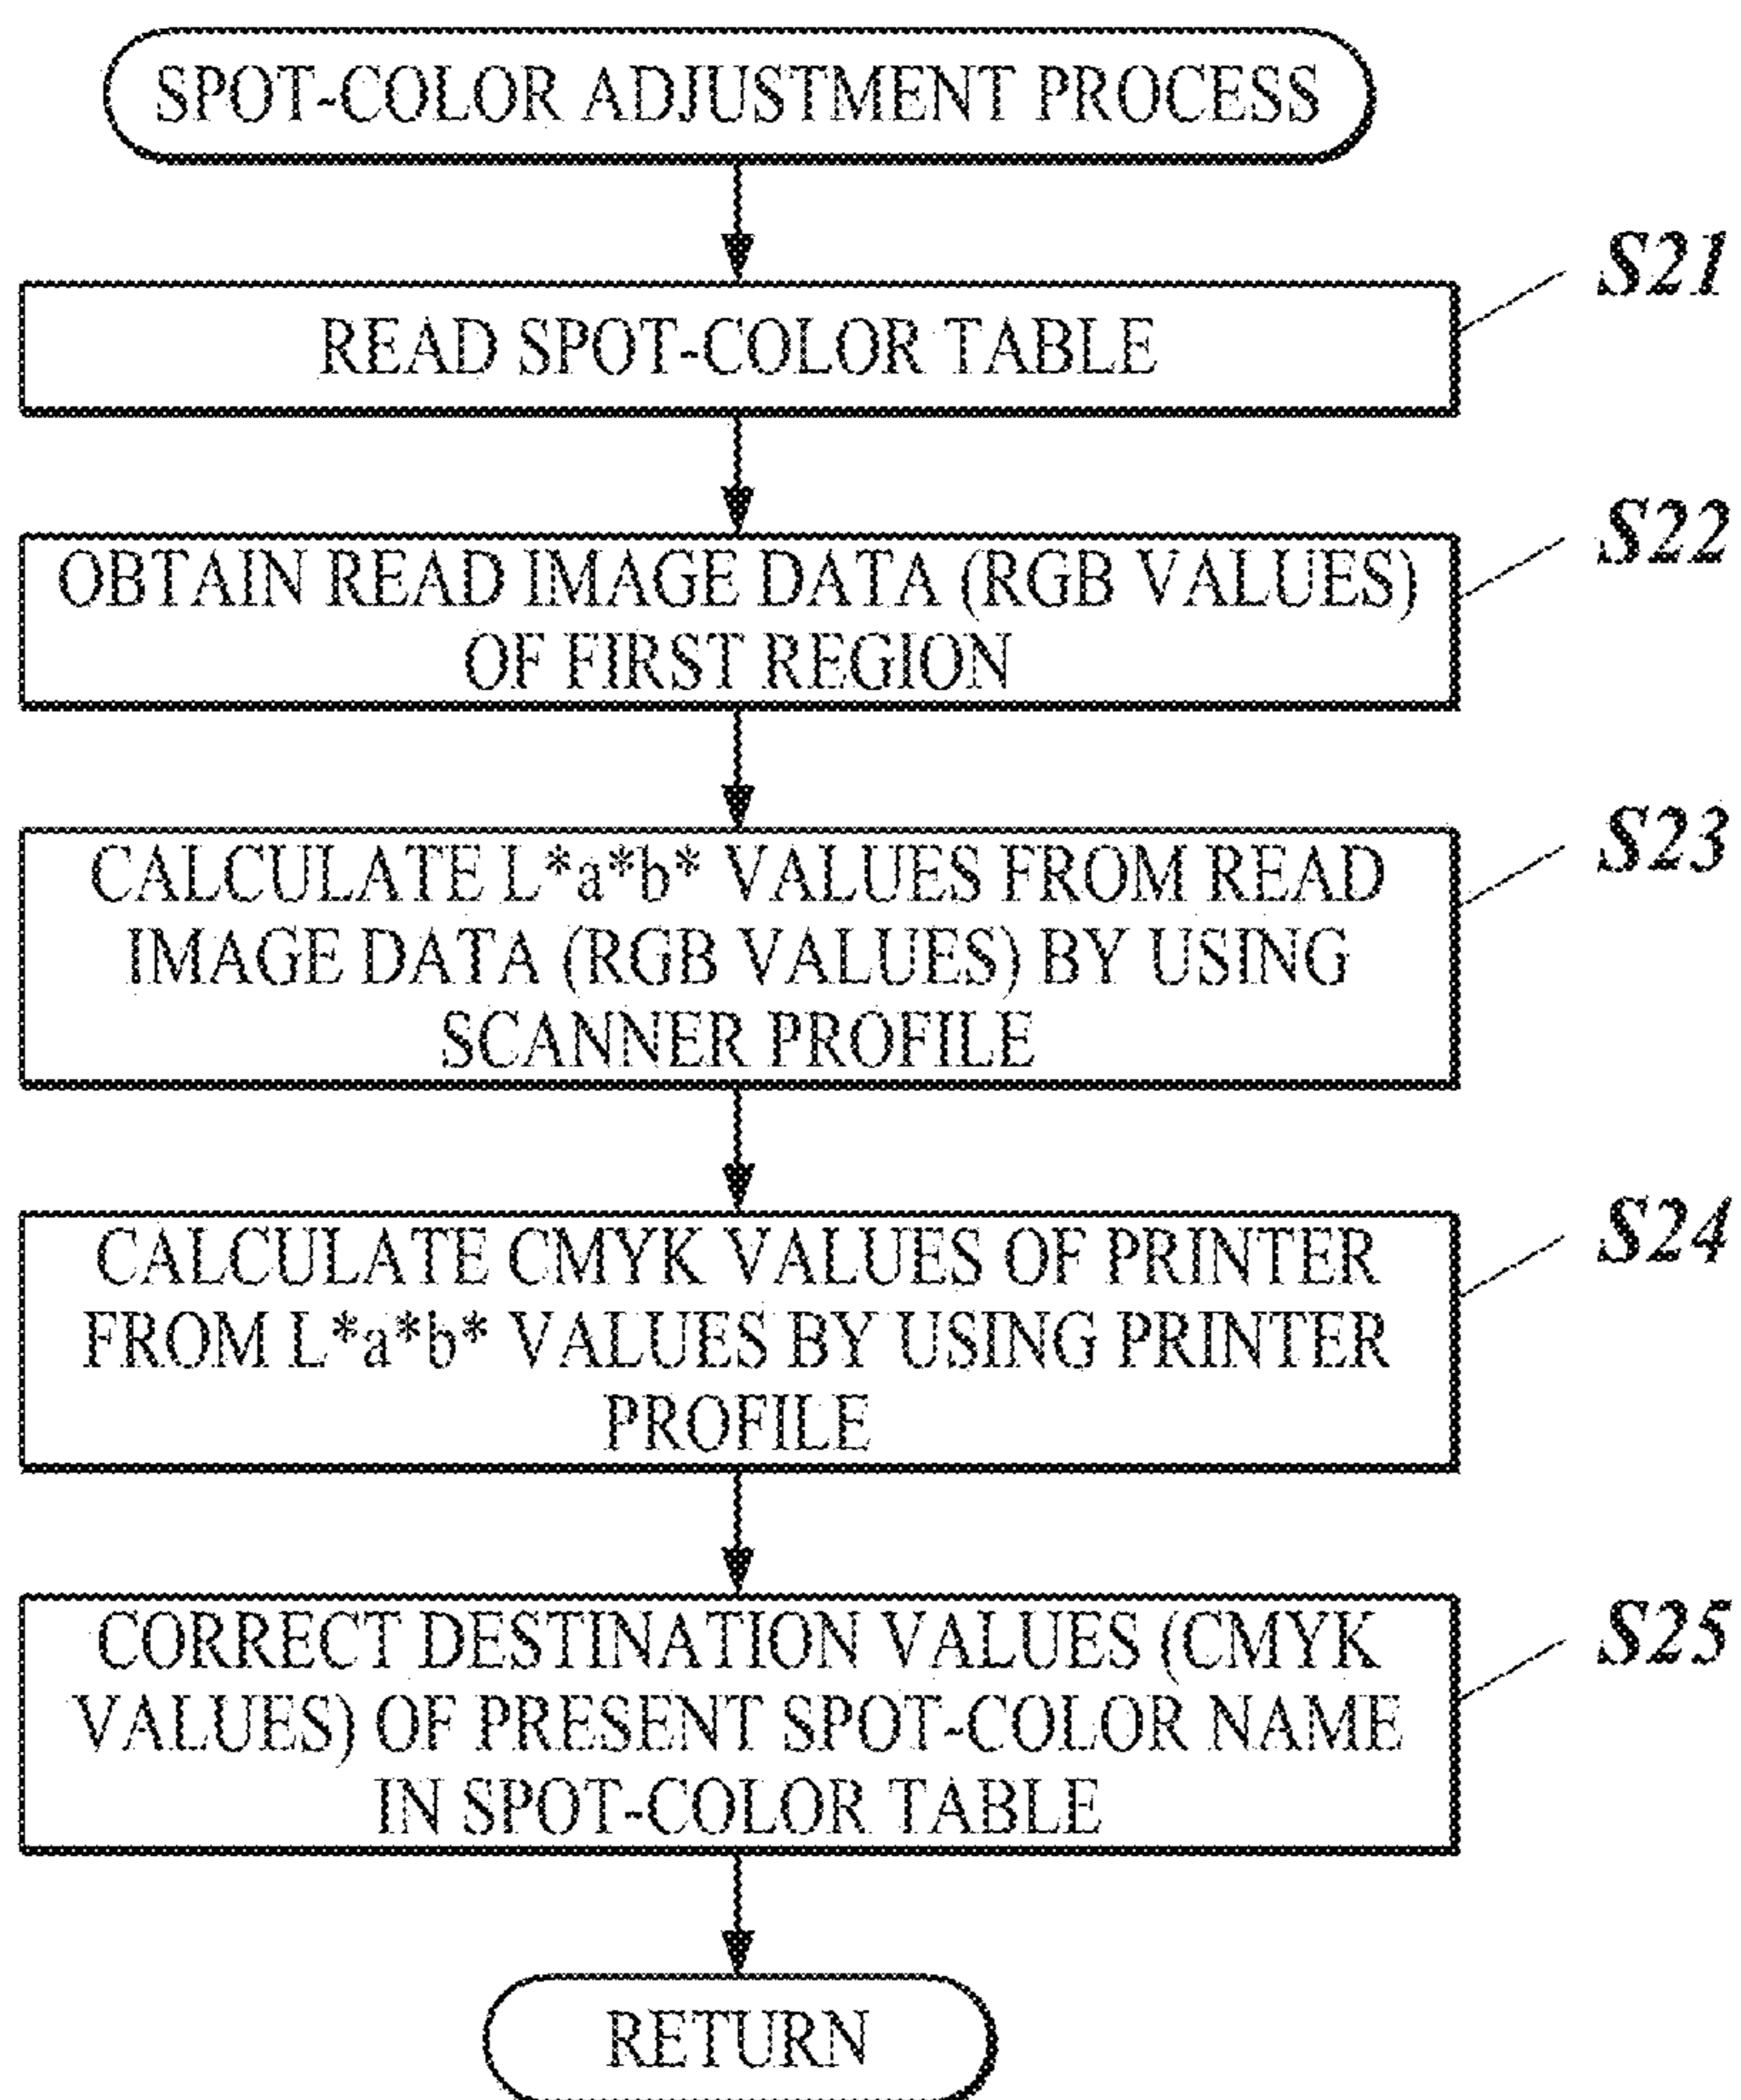 SPOT-COLOR ADJUSTMENT PROCESS
S21
READ SPOT-COLOR TABLE
S22
OBTAIN READ IMAGE DATA (RGB VALUES)
OF FIRST REGION
S23
CALCULATE L*a*b* VALUES FROM READ
IMAGE DATA (RGB VALUES) BY USING
SCANNER PROFILE
S24
CALCULATE CMYK VALUES OF PRINTER
FROM L*a*b* VALUES BY USING PRINTER
PROFILE
S25
CORRECT DESTINATION VALUES (CMYK
VALUES) OF PRESENT SPOT-COLOR NAME
IN SPOT-COLOR TABLE
RETURN